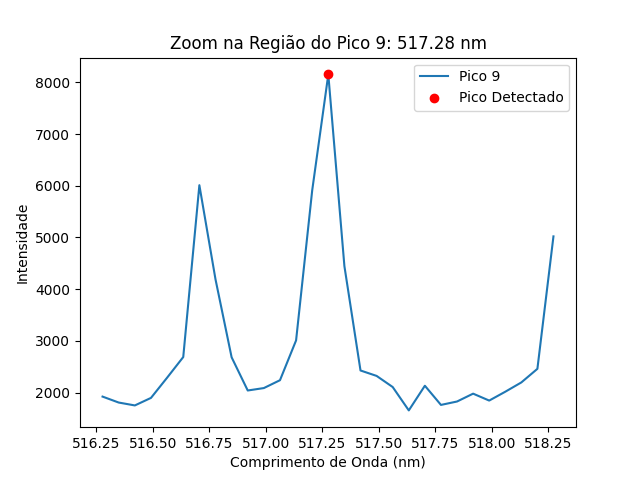 Zoom na Região do Pico 9: 517.28 nm
Pico 9
Pico Detectado
Intensidade
8000
7000
6000
5000
4000
3000
2000
516.25 516.50 516.75 517.00 517.25 517.50 517.75 518.00 518.25
Comprimento de Onda (nm)